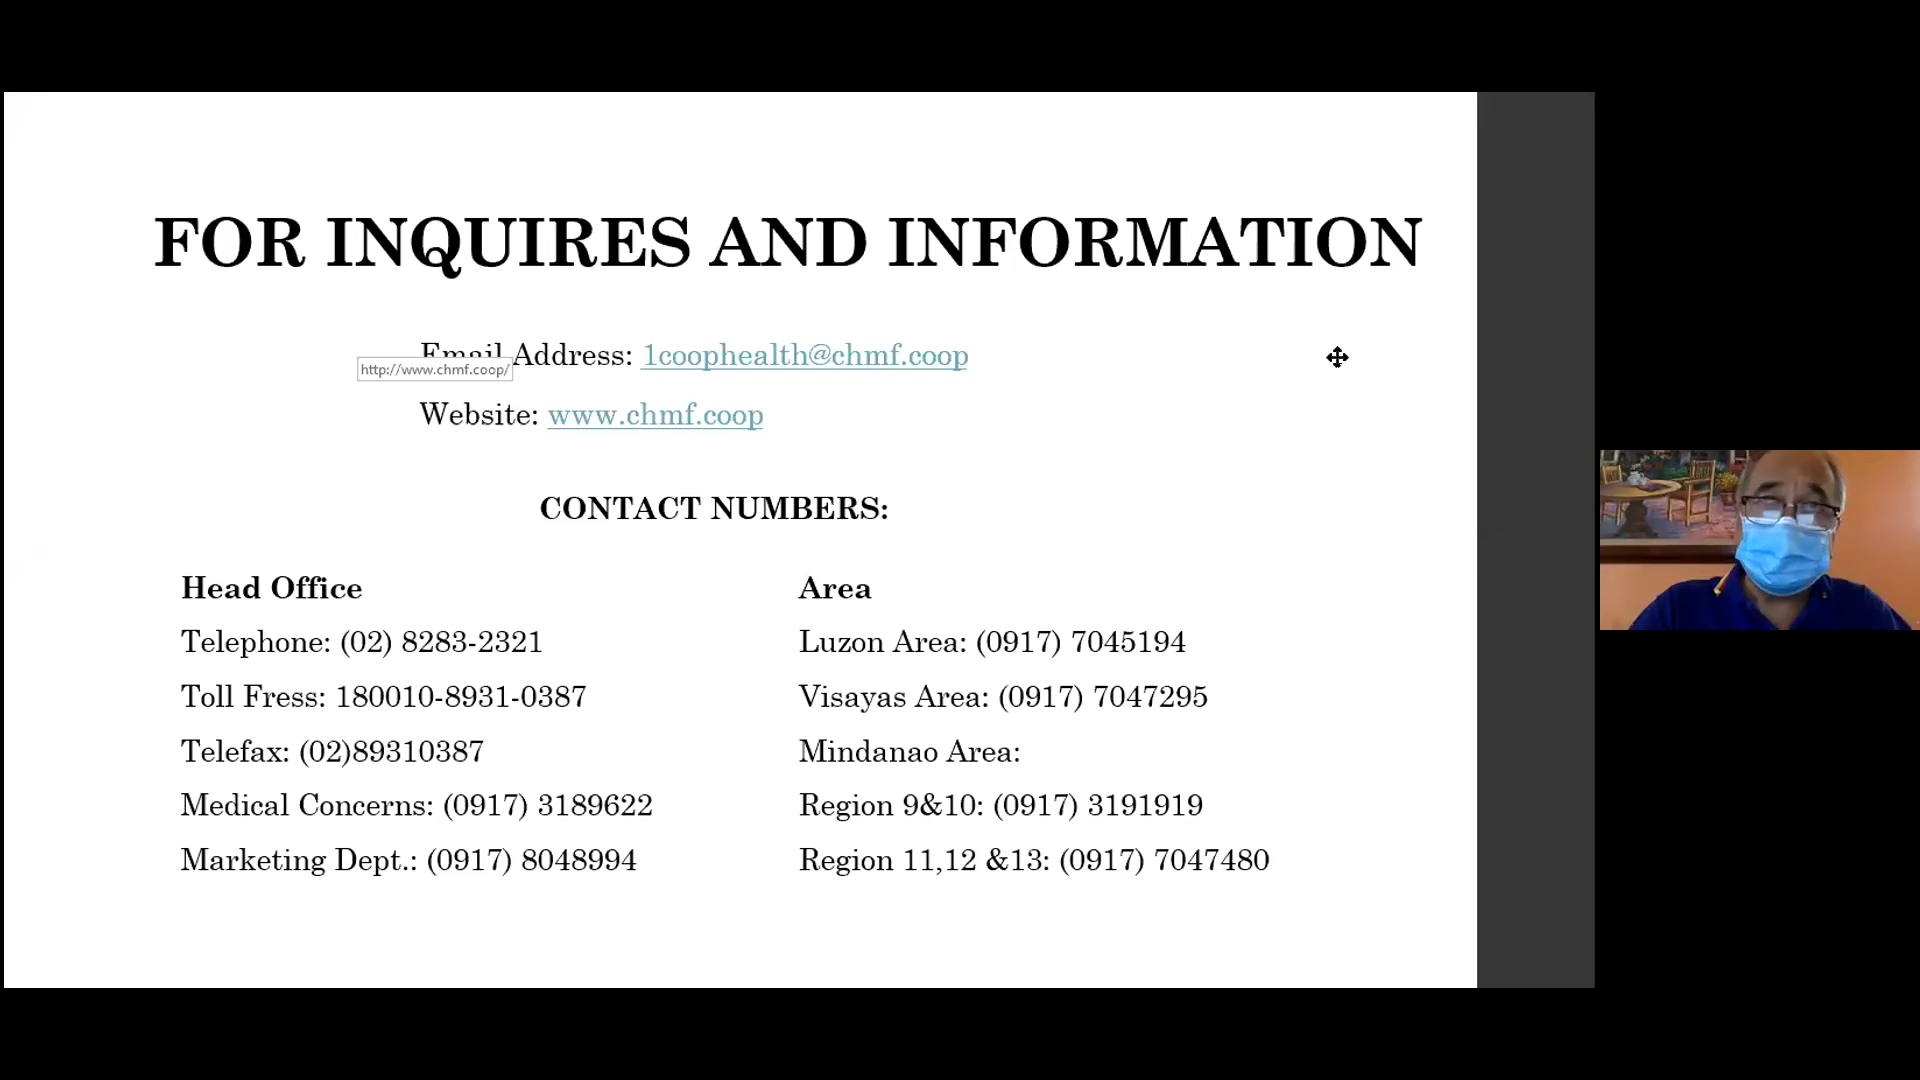 FOR INQUIRES AND INFORMATION
Email Address: 1coophealth@chmf.coop
http://www.chmf.coop/
Website: www.chmf.coop
CONTACT NUMBERS:
Head Office
Telephone: (02) 8283-2321
Toll Fress: 180010-8931-0387
Telefax: (02)89310387
Medical Concerns: (0917) 3189622
Marketing Dept.: (0917) 8048994
Area
Luzon Area: (0917) 7045194
Visayas Area: (0917) 7047295
Mindanao Area:
Region 9&10: (0917) 3191919
Region 11,12 &13: (0917) 7047480